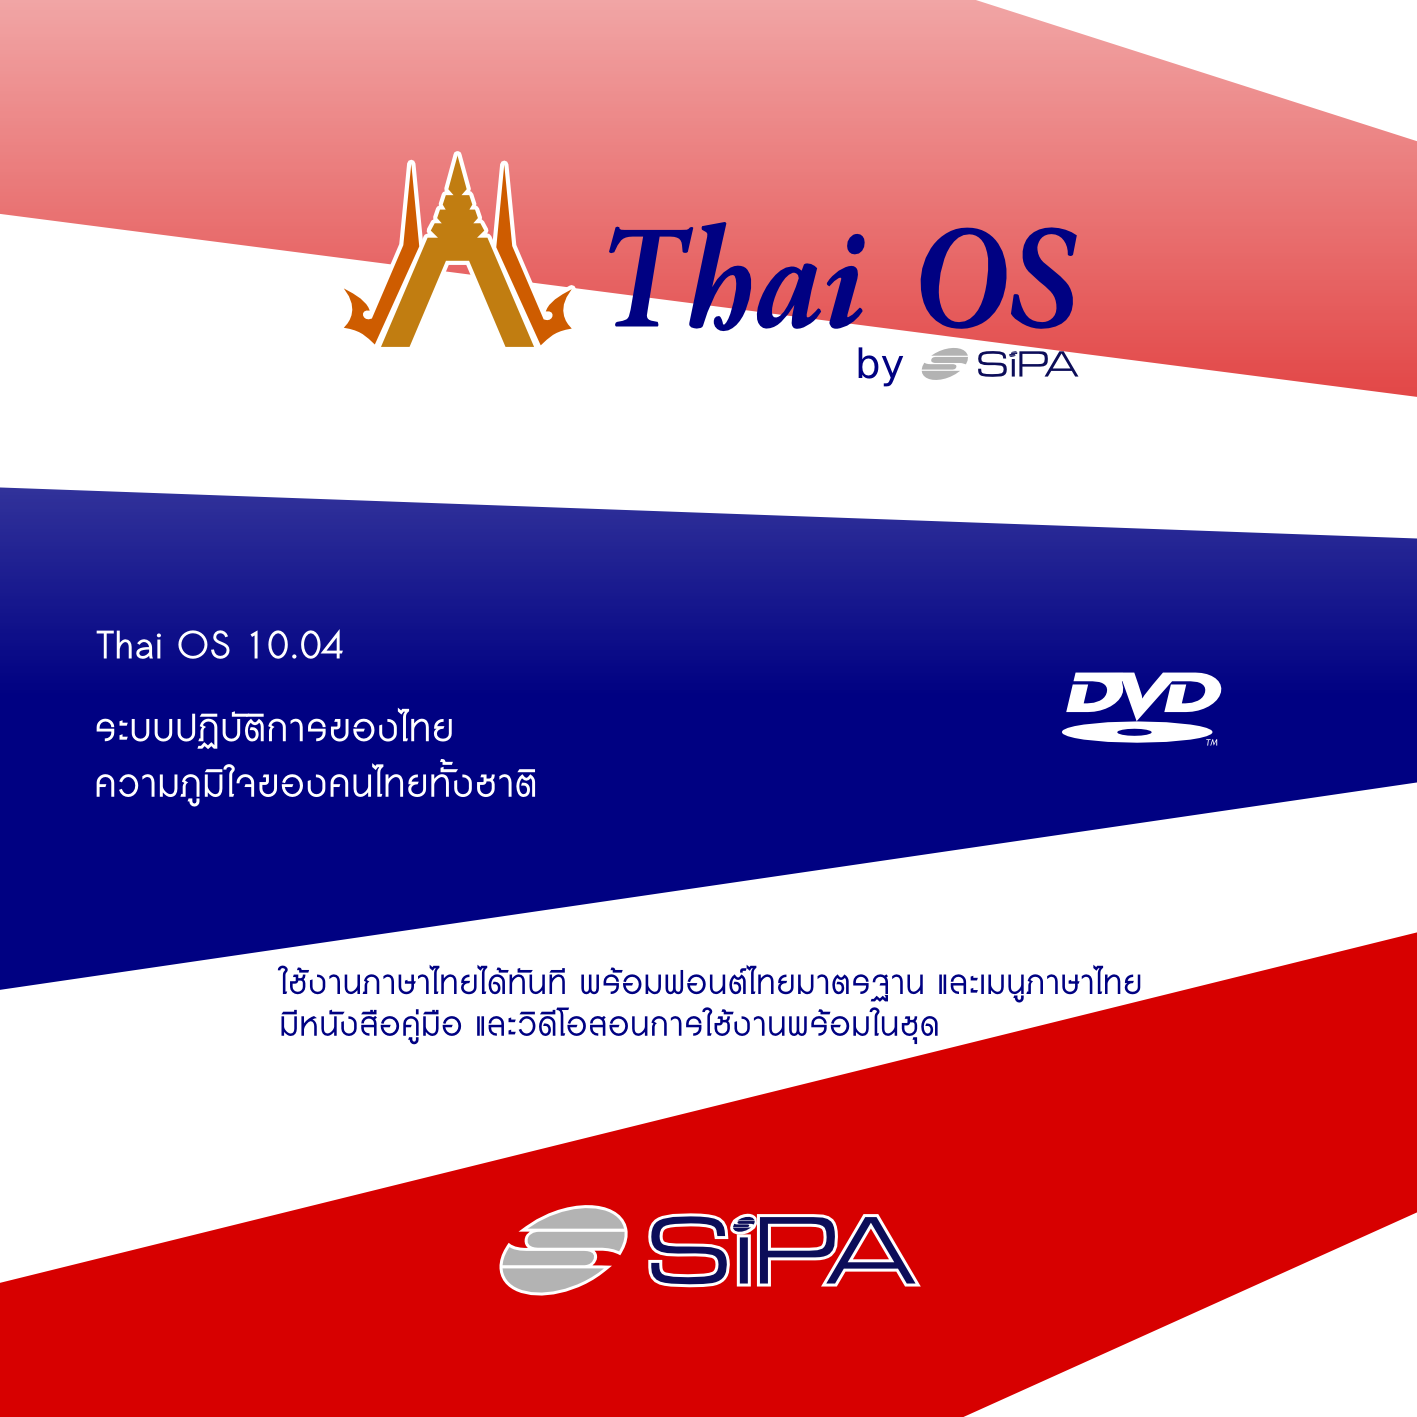 Thai OS
by SiPA
Thai OS 10.04
ระบบปฏิบัติการของไทย
ความภูมิใจของคนไทยทั้งชาติ
DVD
TM
ใช้งานภาษาไทยได้ทันที พร้อมฟอนต์ไทยมาตรฐาน และเมนูภาษาไทย
มีหนังสือคู่มือ และวิดีโอสอนการใช้งานพร้อมในชุด
SiPA